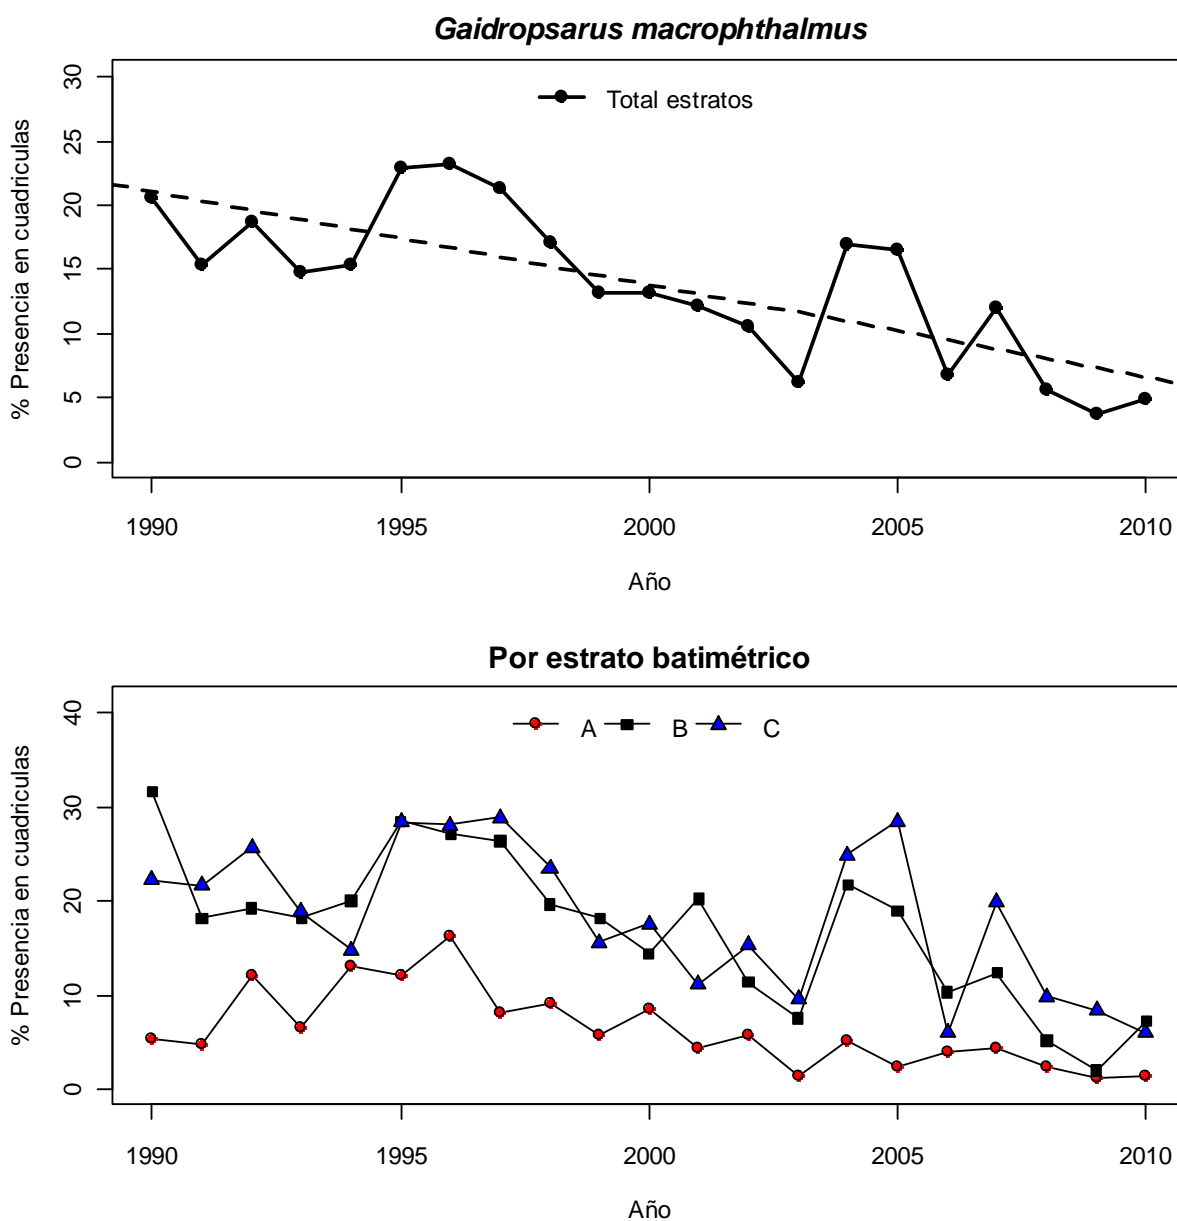 Gaidropsarus macrophthalmus
Total estratos
% Presencia en cuadriculas
30
25
20
15
10
5
0
1990 1995 2000 2005 2010
Año
Por estrato batimétrico
A B C
% Presencia en cuadriculas
40
30
20
10
0
1990 1995 2000 2005 2010
Año